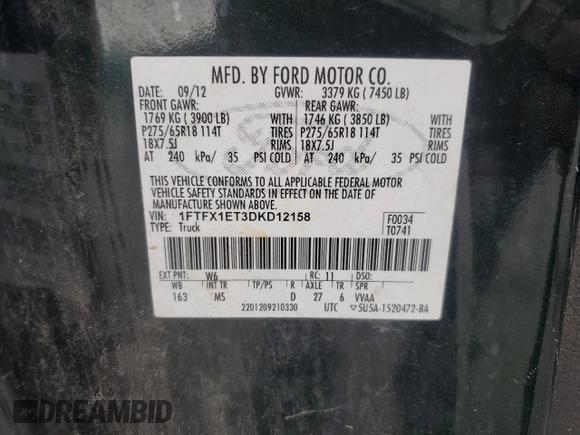 MFD. BY FORD MOTOR CO.
DATE: 09/12 GVWR: 3379 KG ( 7450 LB)
FRONT GAWR: REAR GAWR:
1769 KG ( 3900 LB) WITH 1746 KG ( 3850 LB) WITH
P275/65R18 114T TIRES P275/65R18 114T TIRES
18X7.5J RIMS 18X7.5J RIMS
AT 240 kPa/ 35 PSI COLD AT 240 kPa/ 35 PSI COLD
THIS VEHICLE CONFORMS TO ALL APPLICABLE FEDERAL MOTOR
VEHICLE SAFETY STANDARDS IN EFFECT ON THE DATE OF
MANUFACTURE SHOWN ABOVE.
VIN: 1FTFX1ET3DKD12158 F0034
TYPE: Truck T0741
EXT PNT: W6 RC: 11 DSO:
WB INT TR TP/PS R AXLE TR SPR
163 MS D 27 6 VVAA
2201209210330 UTC ▽5U5A-1520472-BA
DREAMBID